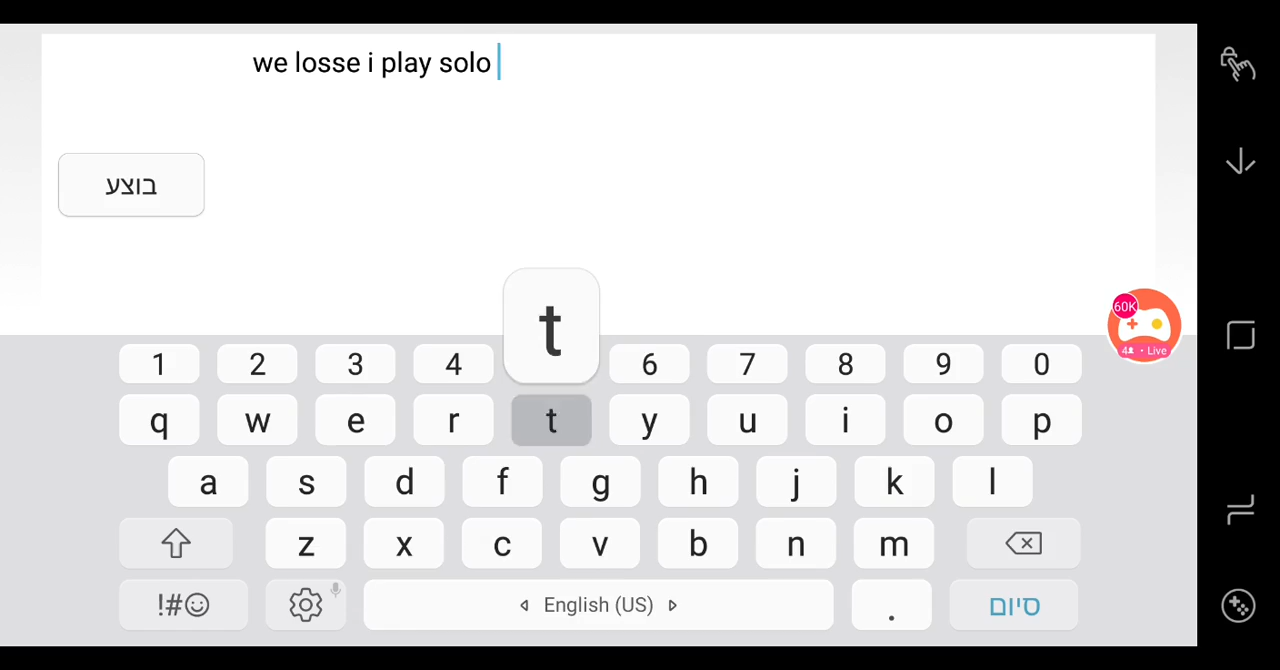 we losse i play solo
בוצע
60K
4 • Live
t
1 2 3 4 6 7 8 9 0
q w e r t y u i o p
a s d f g h j k l
z x c v b n m
!#☺ English (US) . סיום